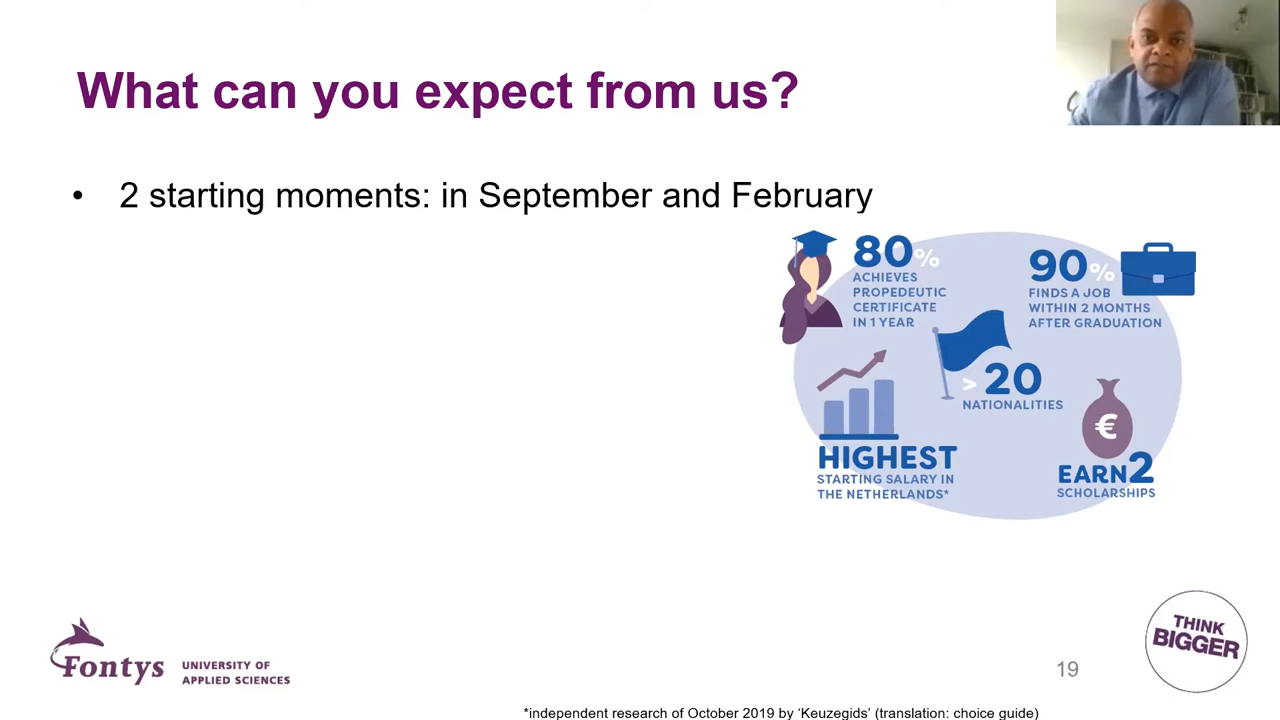 What can you expect from us?
• 2 starting moments: in September and February
80%
ACHIEVES
PROPEDEUTIC
CERTIFICATE
IN 1 YEAR
90%
FINDS A JOB
WITHIN 2 MONTHS
AFTER GRADUATION
> 20
NATIONALITIES
HIGHEST
STARTING SALARY IN
THE NETHERLANDS*
€
EARN 2
SCHOLARSHIPS
Fontys
UNIVERSITY OF
APPLIED SCIENCES
THINK
BIGGER
19
*independent research of October 2019 by ‘Keuzegids’ (translation: choice guide)